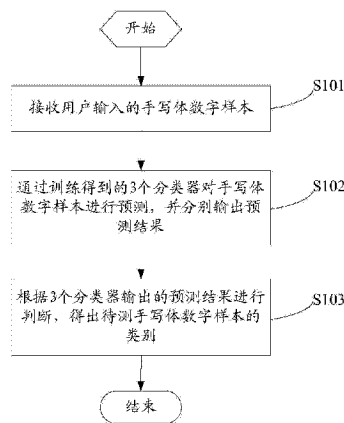 开始
S101
接收用户输入的手写体数字样本
S102
通过训练得到的3个分类器对手写体
数字样本进行预测，并分别输出预
测结果
S103
根据3个分类器输出的预测结果进行
判断、得出待测手写体数字样本的
类别
结束